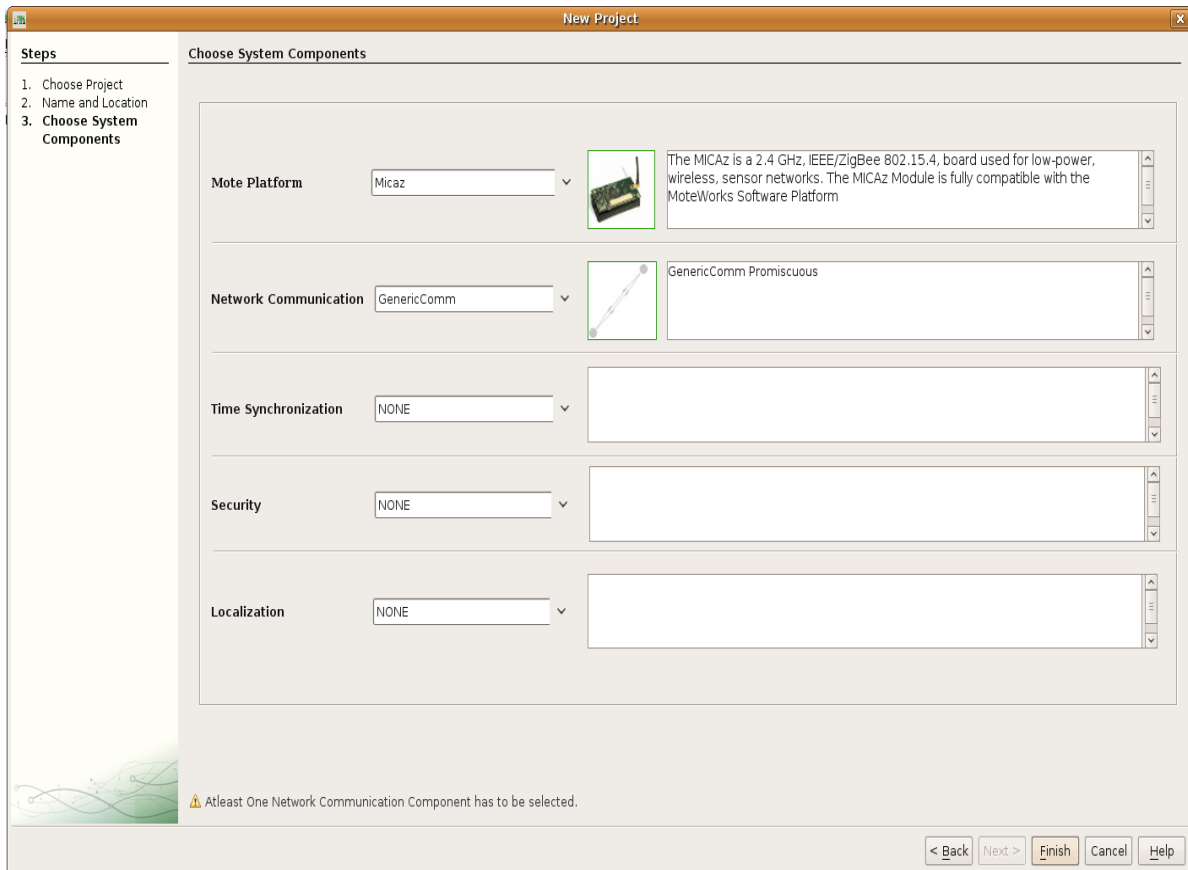 New Project
Steps
1. Choose Project
2. Name and Location
3. Choose System
Components
Choose System Components
Mote Platform
Micaz
The MICAz is a 2.4 GHz, IEEE/ZigBee 802.15.4, board used for low-power,
wireless, sensor networks. The MICAz Module is fully compatible with the
MoteWorks Software Platform
Network Communication
GenericComm
GenericComm Promiscuous
Time Synchronization
NONE
Security
NONE
Localization
NONE
Atleast One Network Communication Component has to be selected.
< Back
Next >
Finish
Cancel
Help